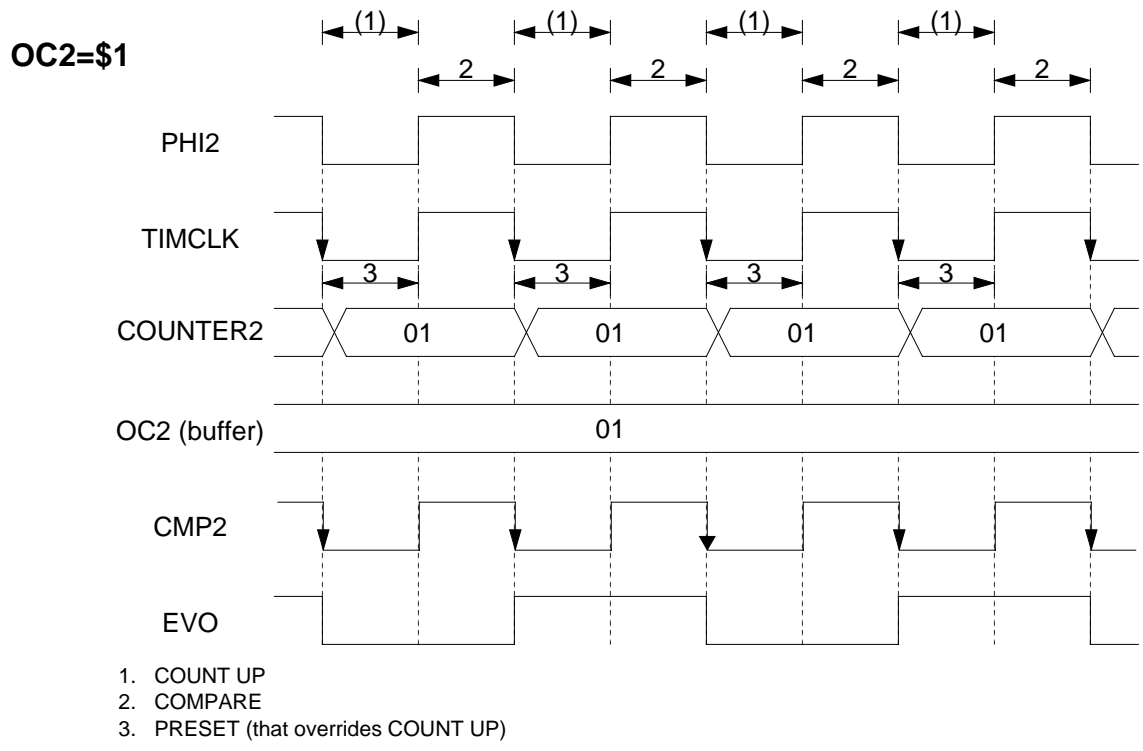 (1) (1) (1) (1)
OC2=$1
2 2 2 2
PHI2
TIMCLK
3 3 3 3
COUNTER2 01 01 01 01
OC2 (buffer) 01
CMP2
EVO
1. COUNT UP
2. COMPARE
3. PRESET (that overrides COUNT UP)